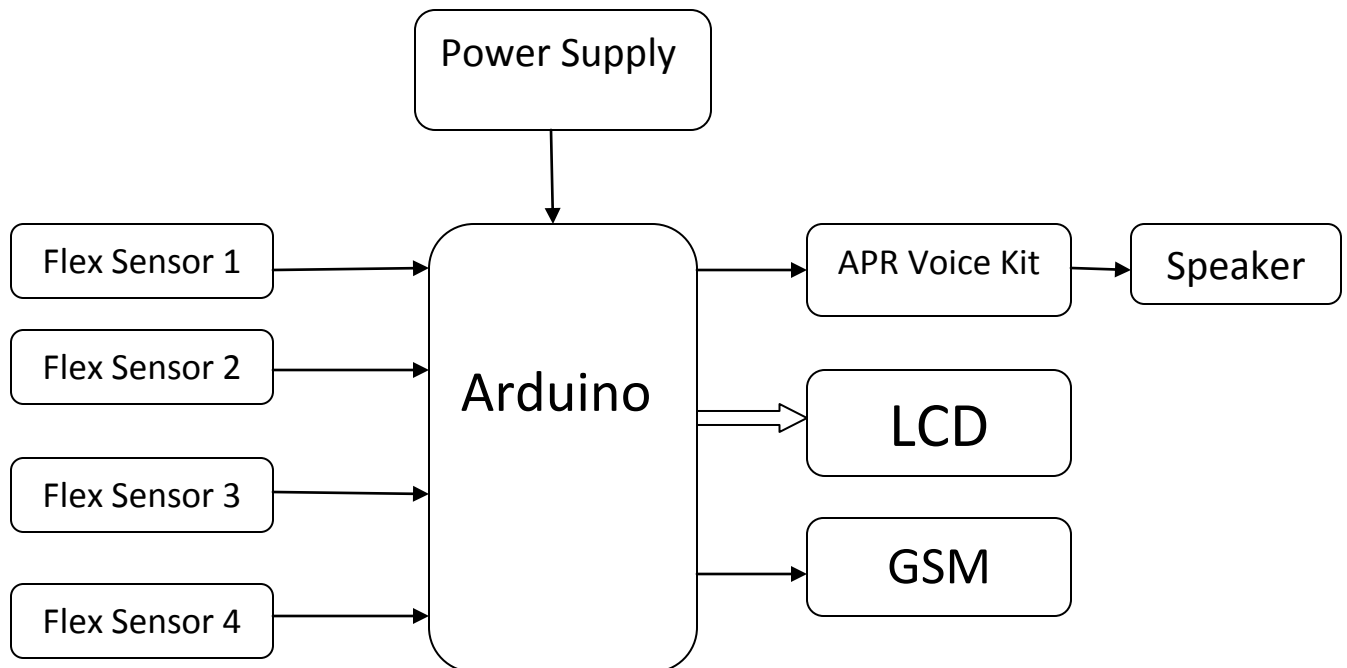 Power Supply
Flex Sensor 1
Flex Sensor 2
Flex Sensor 3
Flex Sensor 4
Arduino
APR Voice Kit
Speaker
LCD
GSM